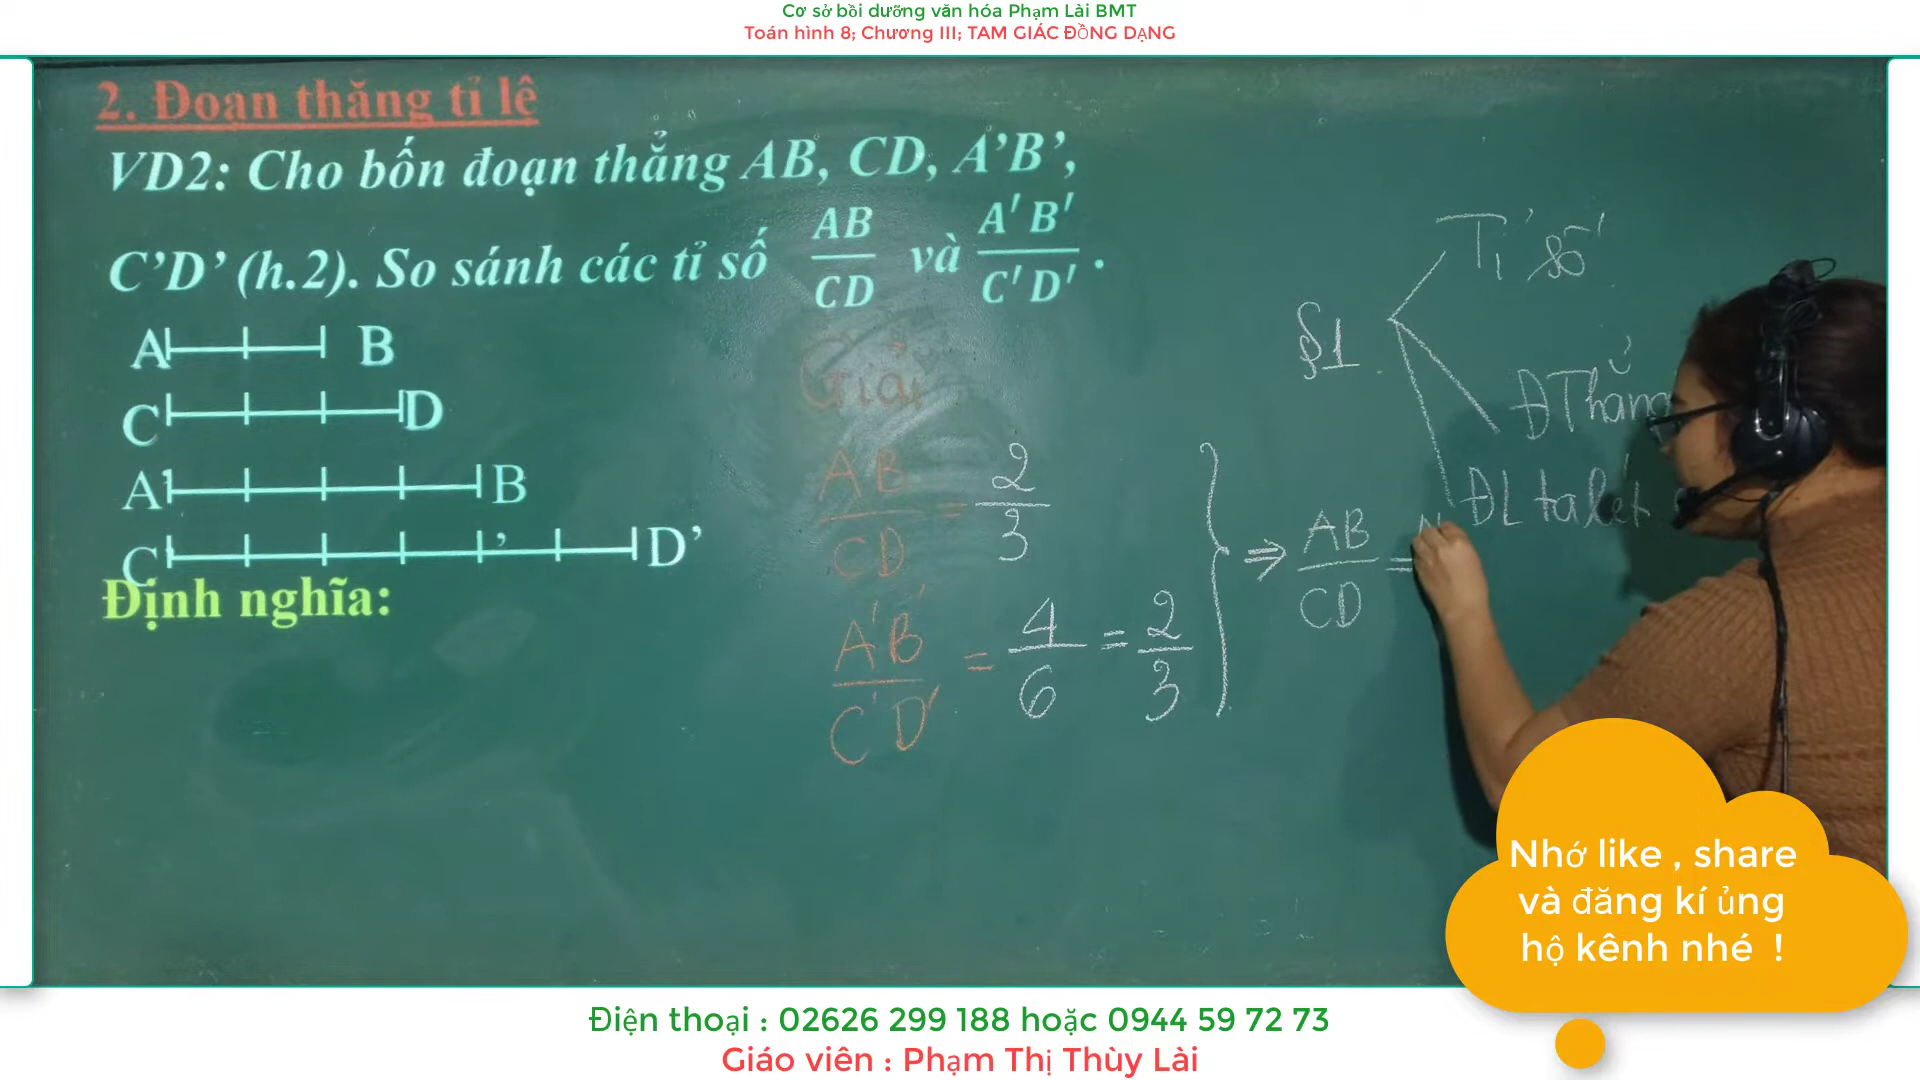 Cơ sở bồi dưỡng văn hóa Phạm Lài BMT
Toán hình 8; Chương III; TAM GIÁC ĐỒNG DẠNG
2. Đoạn thẳng tỉ lệ
VD2: Cho bốn đoạn thẳng AB, CD, A’B’,
C’D’ (h.2). So sánh các tỉ số AB/CD và A′B′/C′D′ .
A B
C D
A’ B
C’ ’ D’
Định nghĩa:
Giải
AB/CD = 2/3
A'B'/C'D' = 4/6 = 2/3
} ⇒ AB/CD =
§1.
Tỉ số
ĐThẳng
ĐL talet
Nhớ like , share
và đăng kí ủng
hộ kênh nhé !
Điện thoại : 02626 299 188 hoặc 0944 59 72 73
Giáo viên : Phạm Thị Thùy Lài